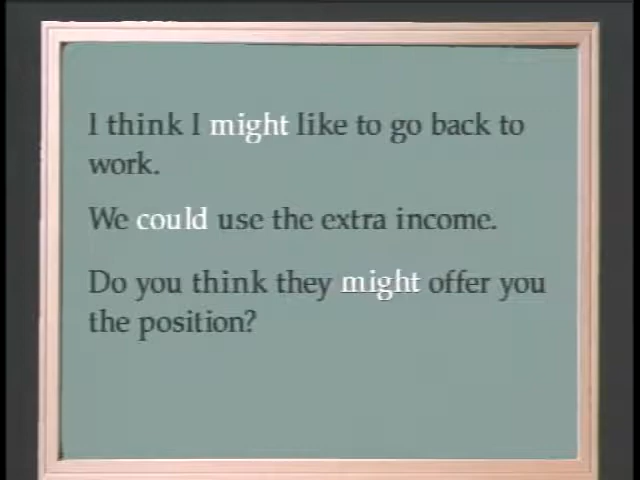 I think I might like to go back to
work.
We could use the extra income.
Do you think they might offer you
the position?